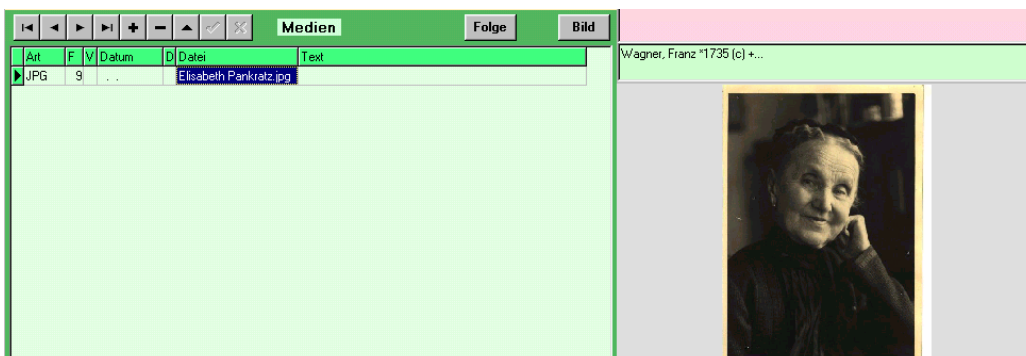 Medien
Folge
Bild
Art F V Datum D Datei Text
JPG 9 . . Elisabeth Pankratz.jpg
Wagner, Franz *1735 (c) +...